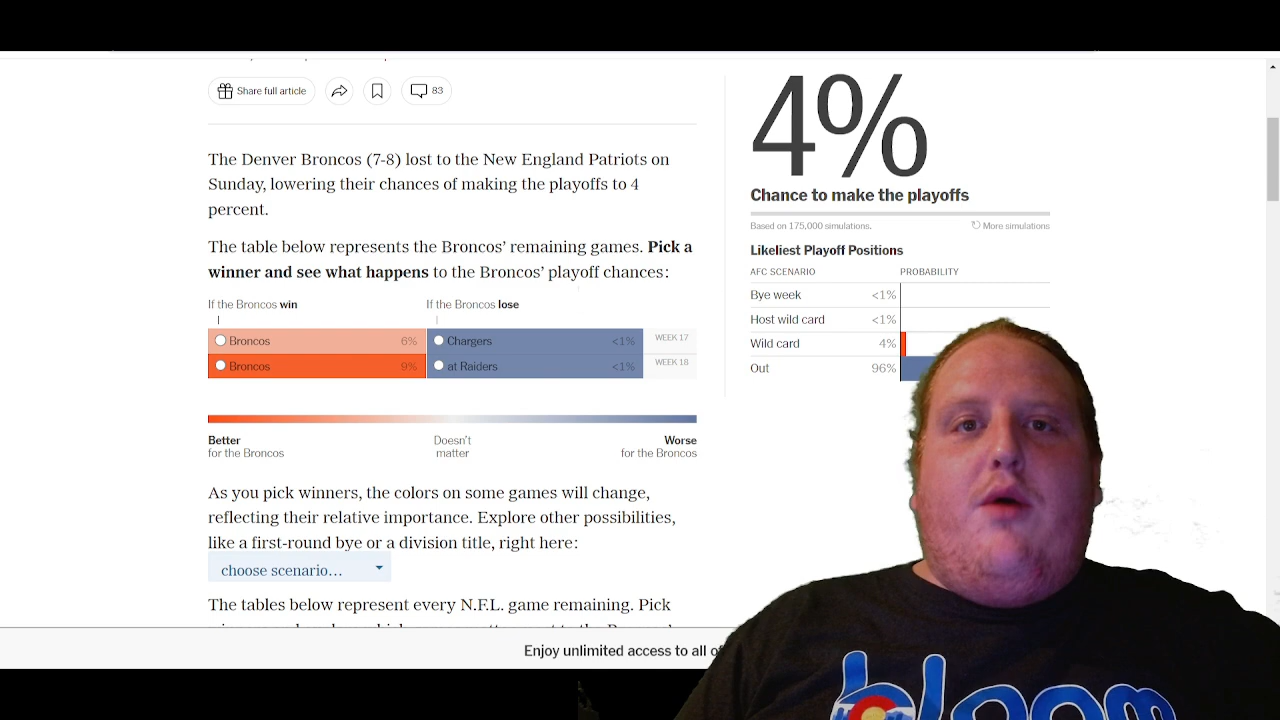 Share full article
83
The Denver Broncos (7-8) lost to the New England Patriots on
Sunday, lowering their chances of making the playoffs to 4
percent.
The table below represents the Broncos' remaining games. Pick a
winner and see what happens to the Broncos' playoff chances:
If the Broncos win
If the Broncos lose
Broncos 6% Chargers <1% WEEK 17
Broncos 9% at Raiders <1% WEEK 18
Better
for the Broncos
Doesn't
matter
Worse
for the Broncos
As you pick winners, the colors on some games will change,
reflecting their relative importance. Explore other possibilities,
like a first-round bye or a division title, right here:
choose scenario…
The tables below represent every N.F.L. game remaining. Pick
4%
Chance to make the playoffs
Based on 175,000 simulations.
More simulations
Likeliest Playoff Positions
AFC SCENARIO PROBABILITY
Bye week <1%
Host wild card <1%
Wild card 4%
Out 96%
Enjoy unlimited access to all of
bloom